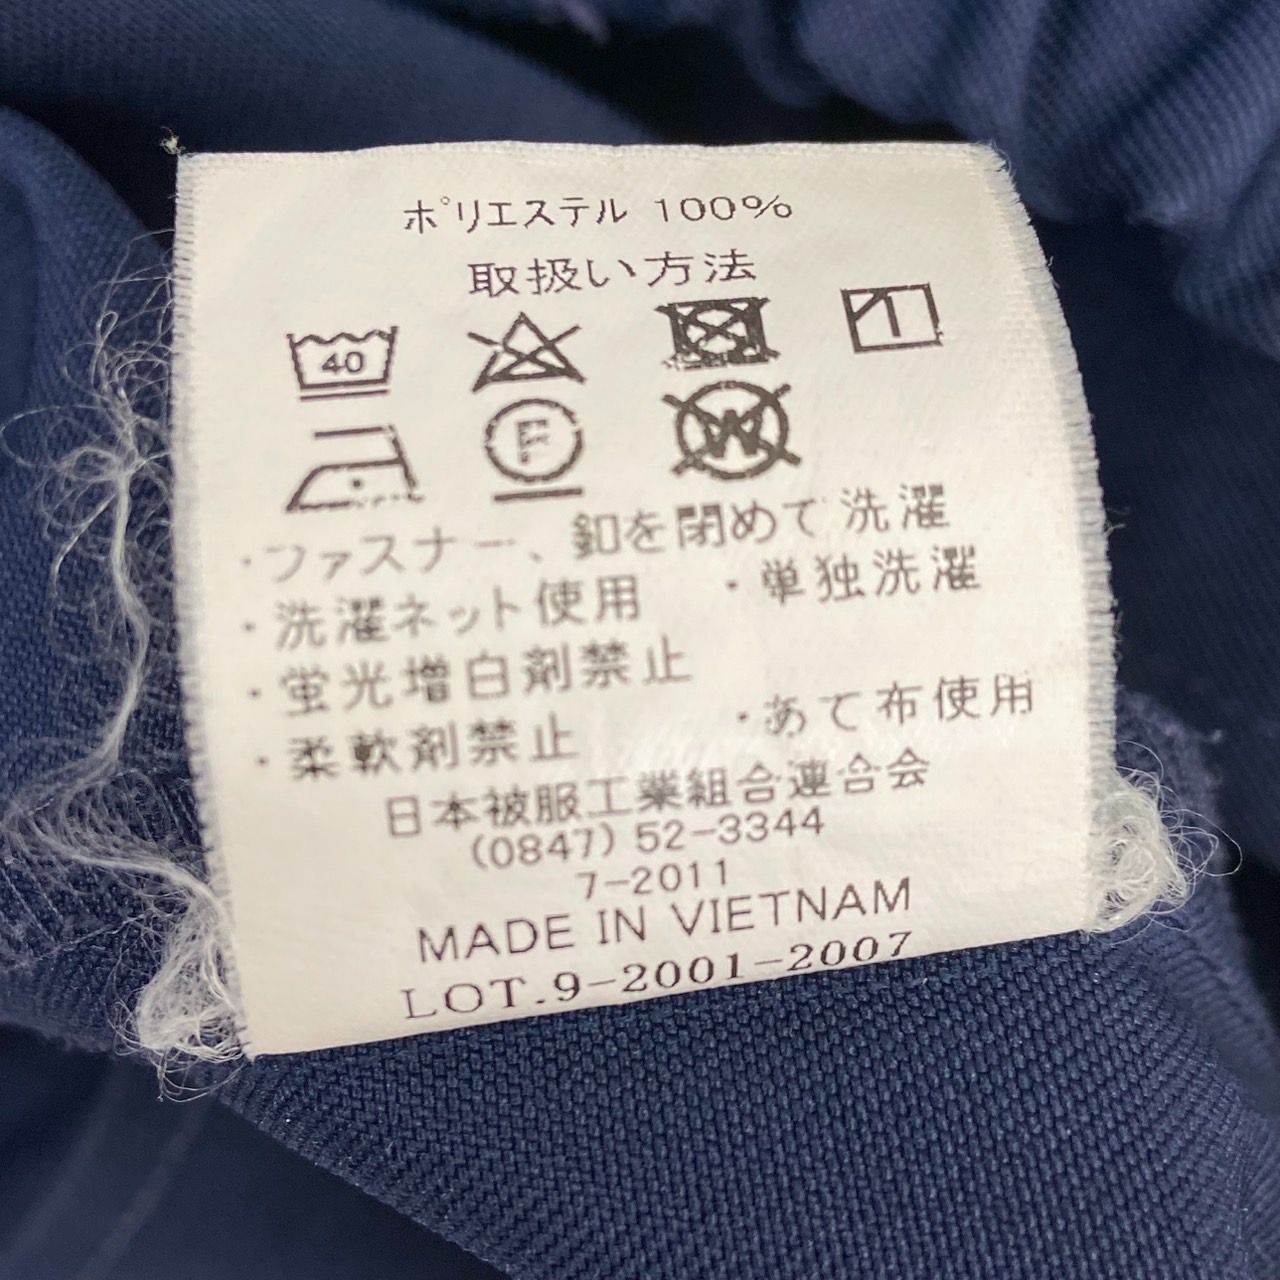 ポリエステル 100%
取扱い方法
40
F
W
・ファスナー、釦を閉めて洗濯
・洗濯ネット使用 ・単独洗濯
・蛍光増白剤禁止
・柔軟剤禁止 ・あて布使用
日本被服工業組合連合会
(0847) 52-3344
7-2011
MADE IN VIETNAM
LOT.9-2001-2007